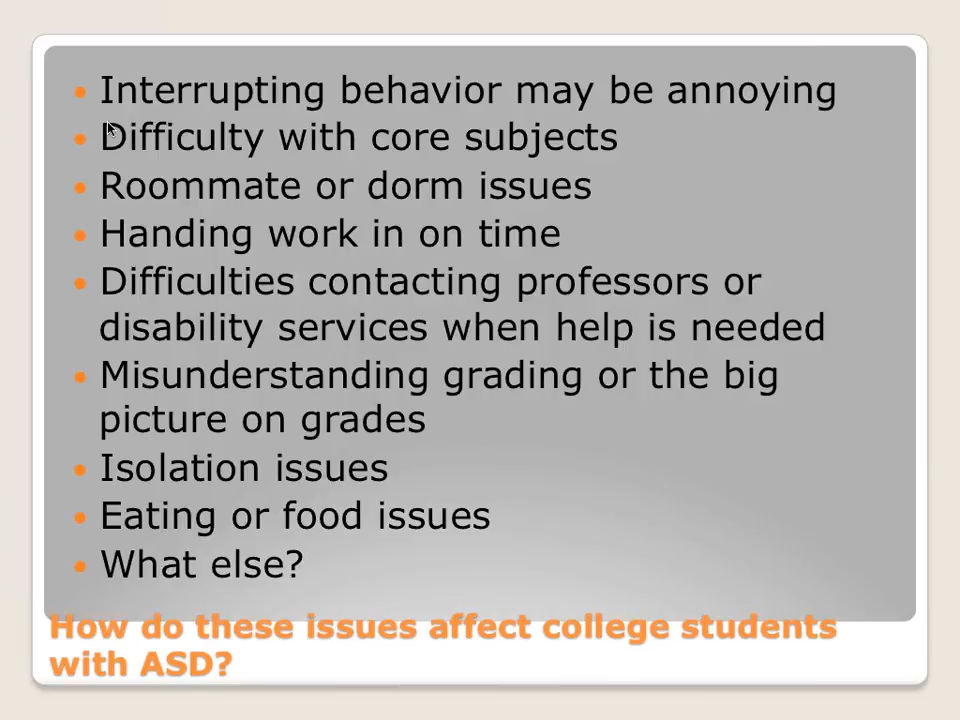 Interrupting behavior may be annoying
Difficulty with core subjects
Roommate or dorm issues
Handing work in on time
Difficulties contacting professors or
disability services when help is needed
Misunderstanding grading or the big
picture on grades
Isolation issues
Eating or food issues
What else?
How do these issues affect college students
with ASD?